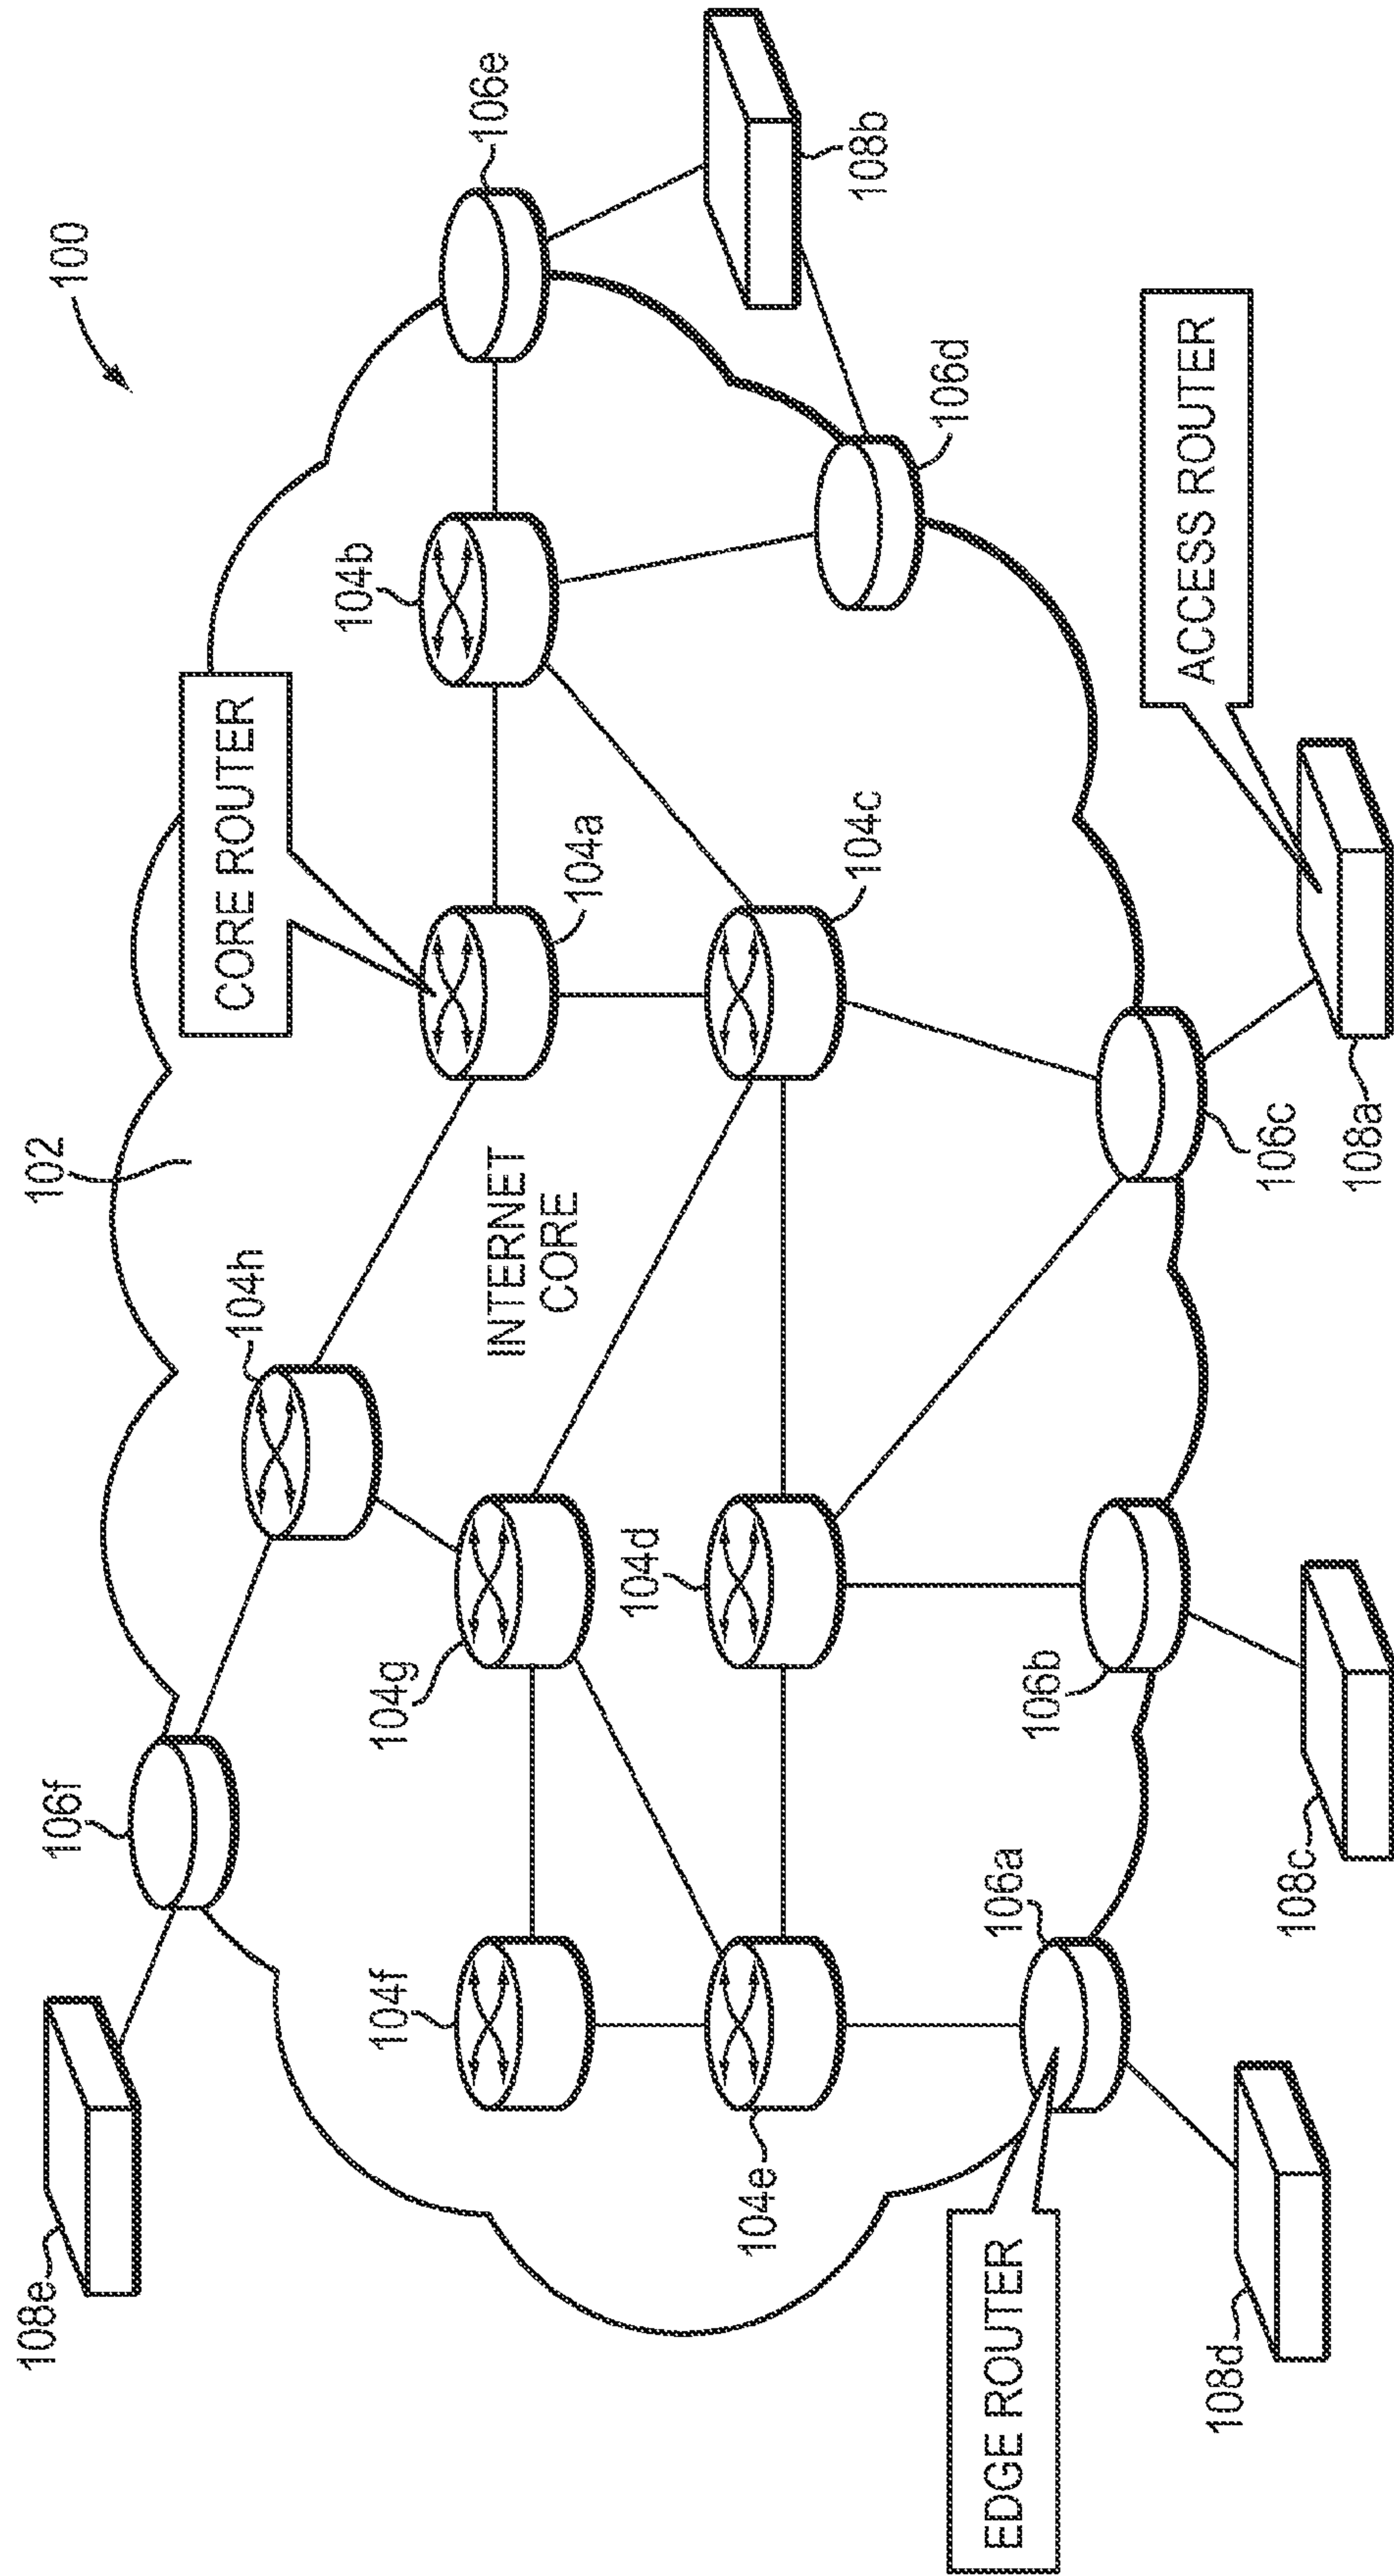 100
102
108e
106f
104h
CORE ROUTER
104b
106e
104g
104f
INTERNET
CORE
104a
108b
104d
104c
106d
104e
106a
106b
106c
ACCESS ROUTER
EDGE ROUTER
108d
108c
108a